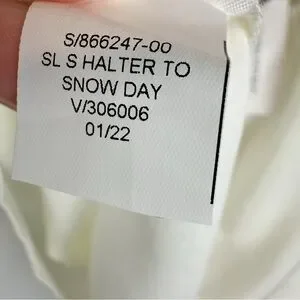 S/866247-00
SL S HALTER TO
SNOW DAY
V/306006
01/22